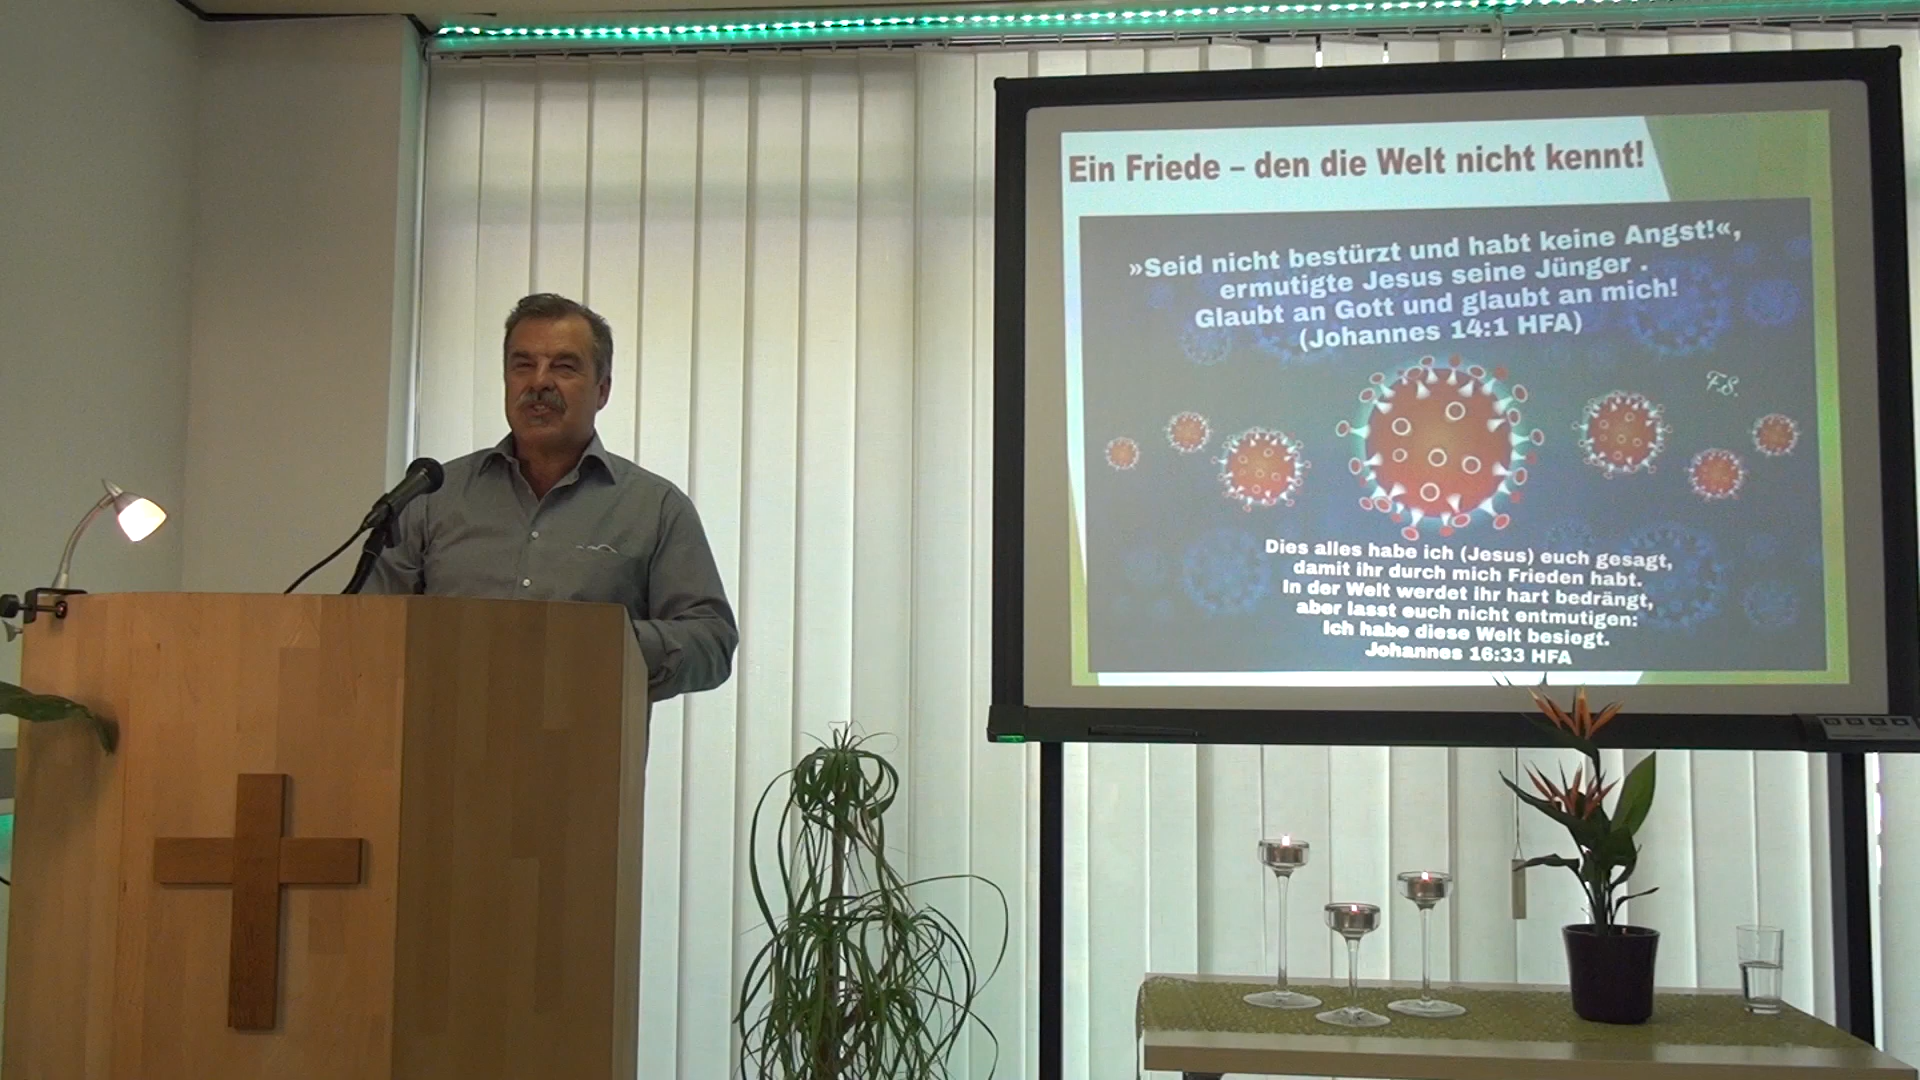 Ein Friede – den die Welt nicht kennt!
»Seid nicht bestürzt und habt keine Angst!«,
ermutigte Jesus seine Jünger .
Glaubt an Gott und glaubt an mich!
(Johannes 14:1 HFA)
F.S.
Dies alles habe ich (Jesus) euch gesagt,
damit ihr durch mich Frieden habt.
In der Welt werdet ihr hart bedrängt,
aber lasst euch nicht entmutigen:
Ich habe diese Welt besiegt.
Johannes 16:33 HFA